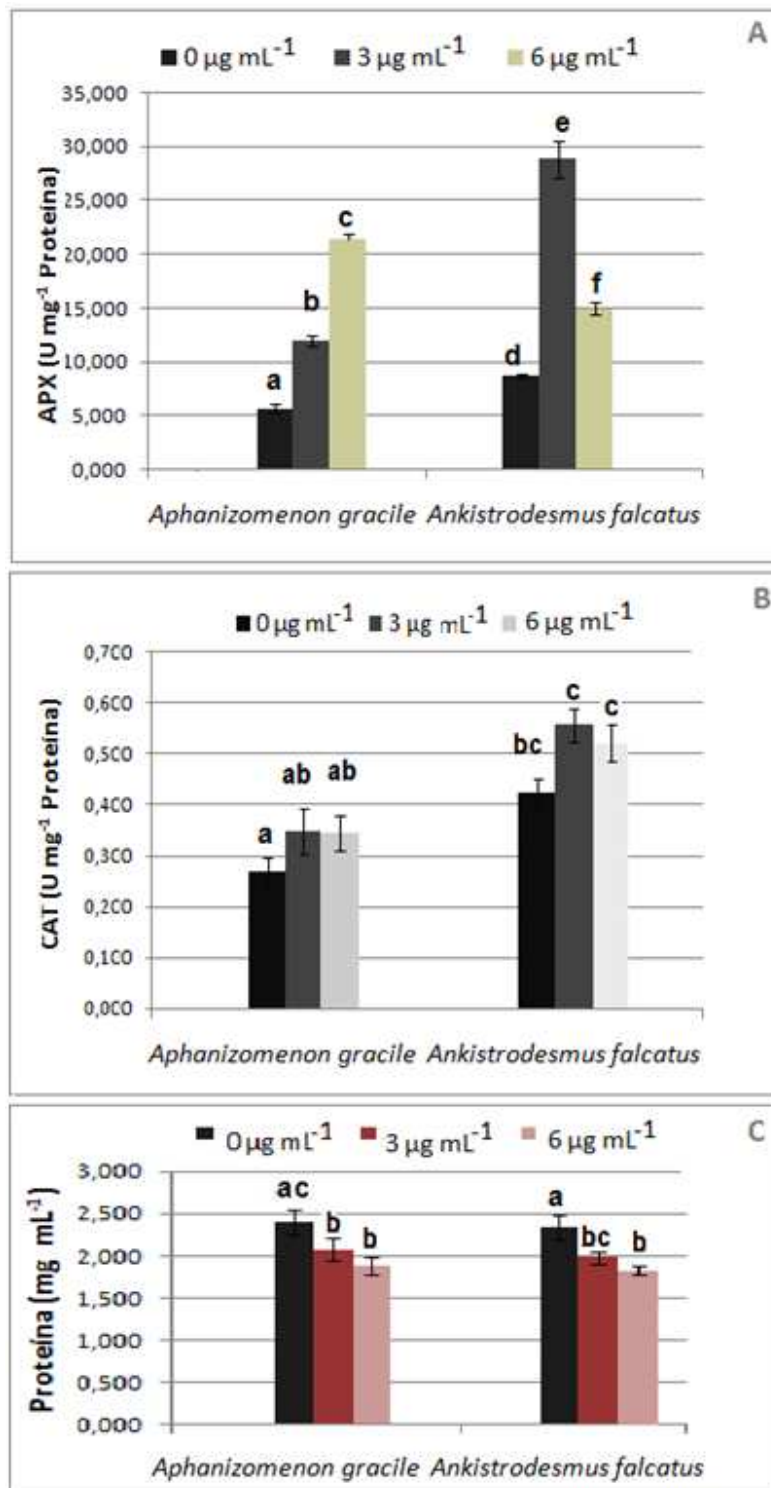 A
0 µg mL⁻¹ 3 µg mL⁻¹ 6 µg mL⁻¹
APX (U mg⁻¹ Proteína)
35,000
30,000
25,000
20,000
15,000
10,000
5,000
0,000
a b c d e f
Aphanizomenon gracile Ankistrodesmus falcatus
B
0 µg mL⁻¹ 3 µg mL⁻¹ 6 µg mL⁻¹
CAT (U mg⁻¹ Proteína)
0,700
0,600
0,500
0,400
0,300
0,200
0,100
0,000
a ab ab bc c c
Aphanizomenon gracile Ankistrodesmus falcatus
C
0 µg mL⁻¹ 3 µg mL⁻¹ 6 µg mL⁻¹
Proteína (mg mL⁻¹)
3,000
2,500
2,000
1,500
1,000
0,500
0,000
ac b b a bc b
Aphanizomenon gracile Ankistrodesmus falcatus